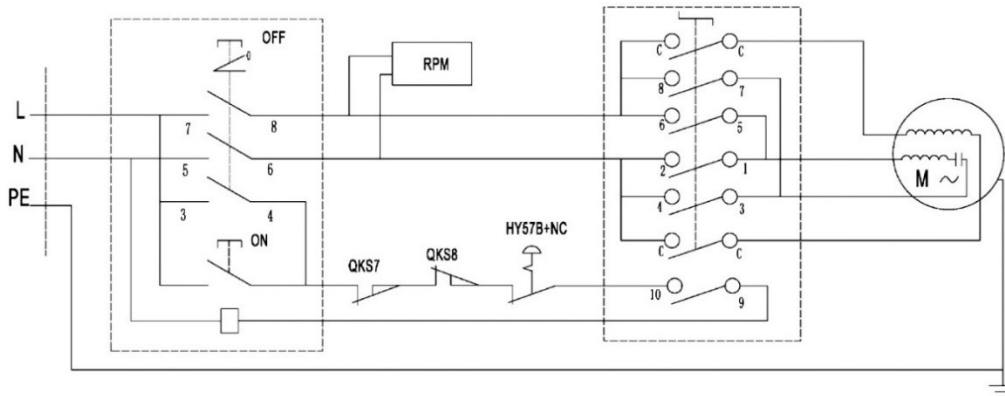 OFF
RPM
L
7 8
N
5 6
PE
3 4
ON
QKS7
QKS8
HY57B+NC
C C
8 7
6 5
2 1
4 3
C C
10 9
M ~